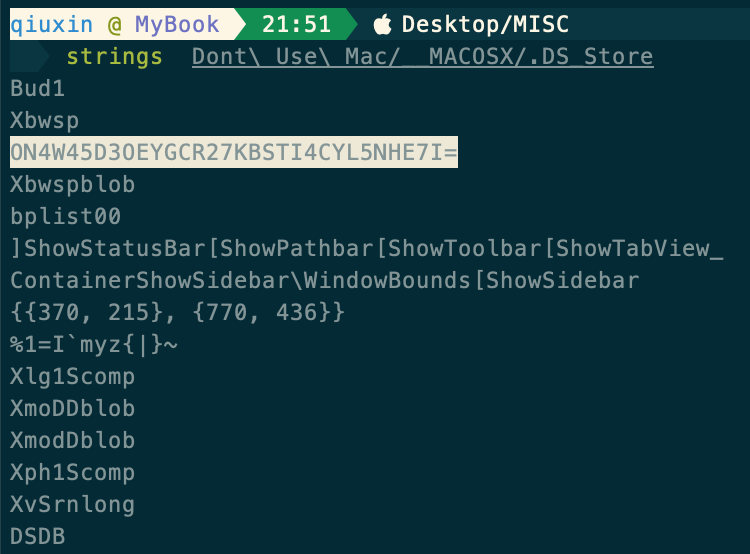 qiuxin @ MyBook 21:51 Desktop/MISC
strings Dont\ Use\ Mac/__MACOSX/.DS_Store
Bud1
Xbwsp
ON4W45D3OEYGCR27KBSTI4CYL5NHE7I=
Xbwspblob
bplist00
]ShowStatusBar[ShowPathbar[ShowToolbar[ShowTabView_
ContainerShowSidebar\WindowBounds[ShowSidebar
{{370, 215}, {770, 436}}
%1=I`myz{|}~
Xlg1Scomp
XmoDDblob
XmodDblob
Xph1Scomp
XvSrnlong
DSDB